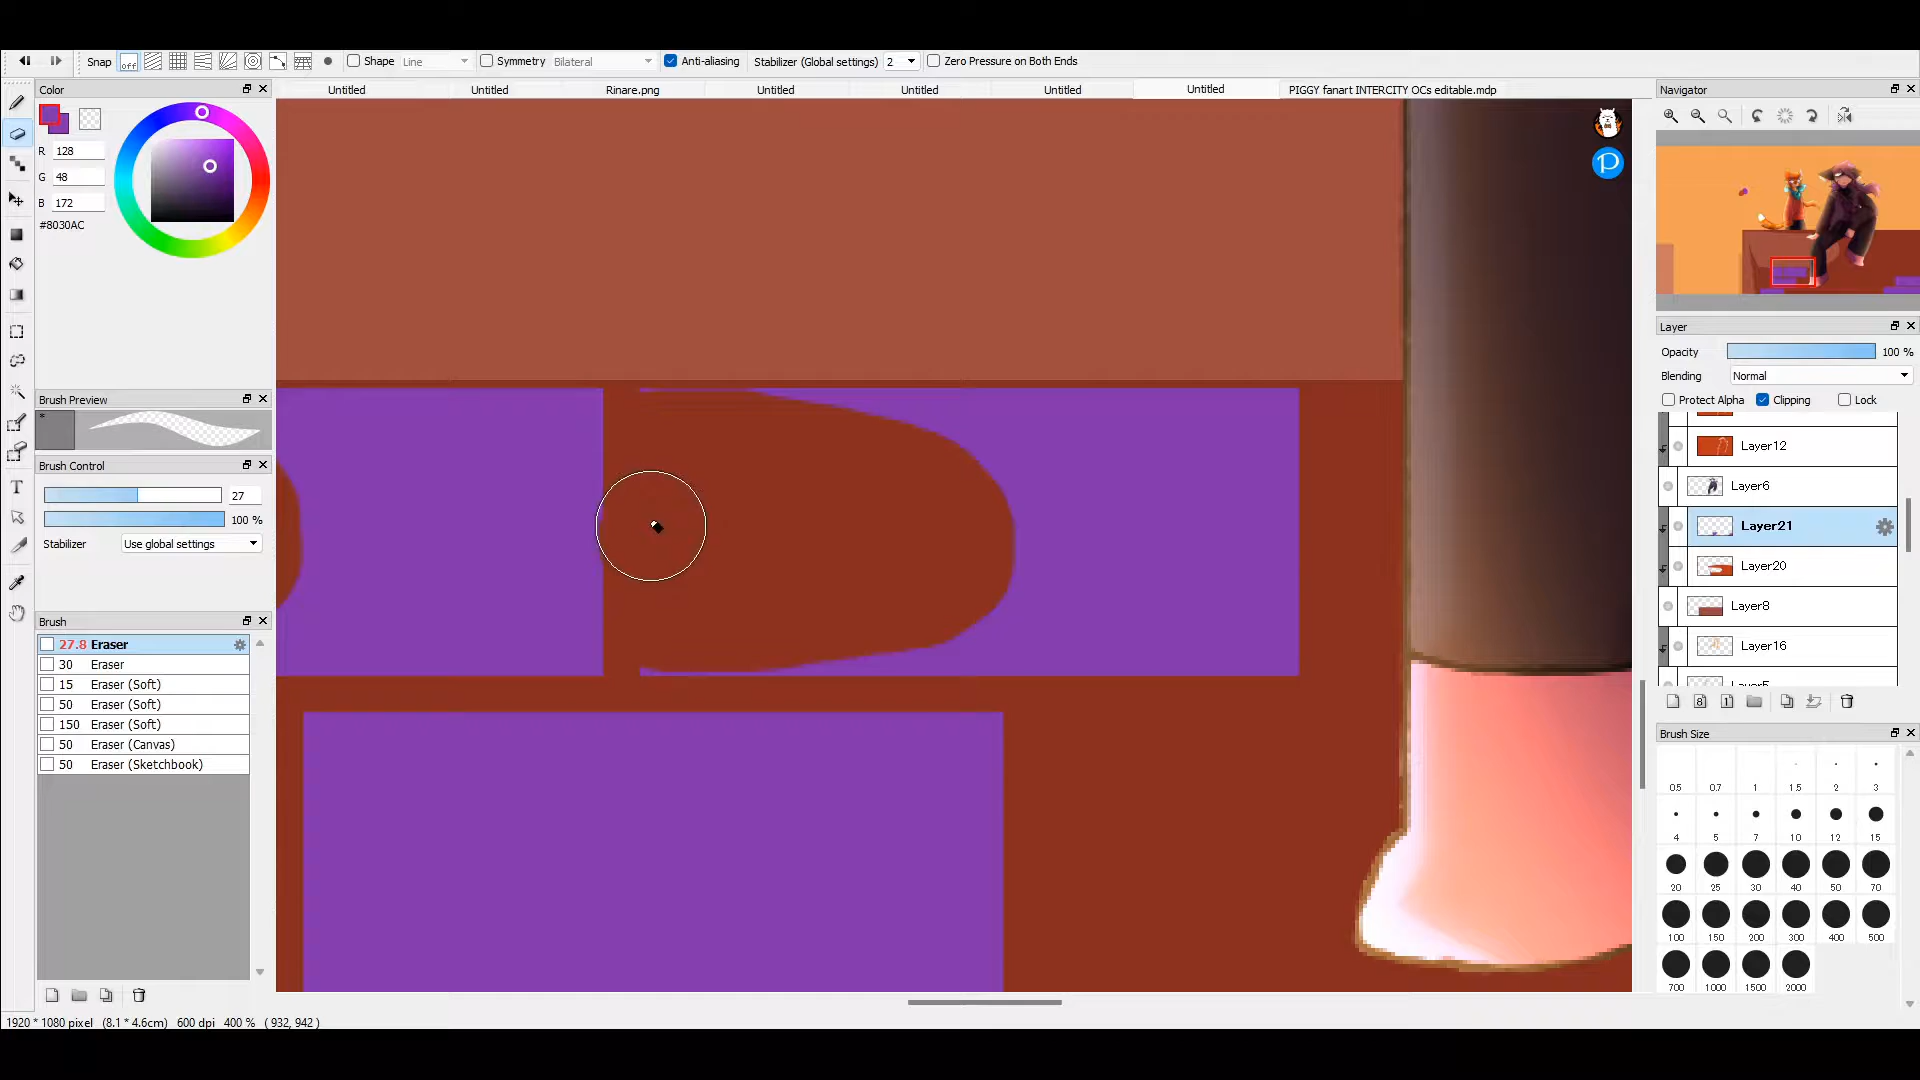 Snap off Shape Line Symmetry Bilateral Anti-aliasing Stabilizer (Global settings) 2 Zero Pressure on Both Ends
Color
Untitled Untitled Rinare.png Untitled Untitled Untitled Untitled PIGGY fanart INTERCITY OCs editable.mdp
Navigator
R 128
G 48
B 172
#8030AC
P
Brush Preview
*
Brush Control
27
100 %
Stabilizer Use global settings
Brush
27.8 Eraser
30 Eraser
15 Eraser (Soft)
50 Eraser (Soft)
150 Eraser (Soft)
50 Eraser (Canvas)
50 Eraser (Sketchbook)
Layer
Opacity 100 %
Blending Normal
Protect Alpha Clipping Lock
Layer12
Layer6
Layer21
Layer20
Layer8
Layer16
8 1
Brush Size
0.5 0.7 1 1.5 2 3
4 5 7 10 12 15
20 25 30 40 50 70
100 150 200 300 400 500
700 1000 1500 2000
1920 * 1080 pixel (8.1 * 4.6cm) 600 dpi 400 % ( 932, 942 )